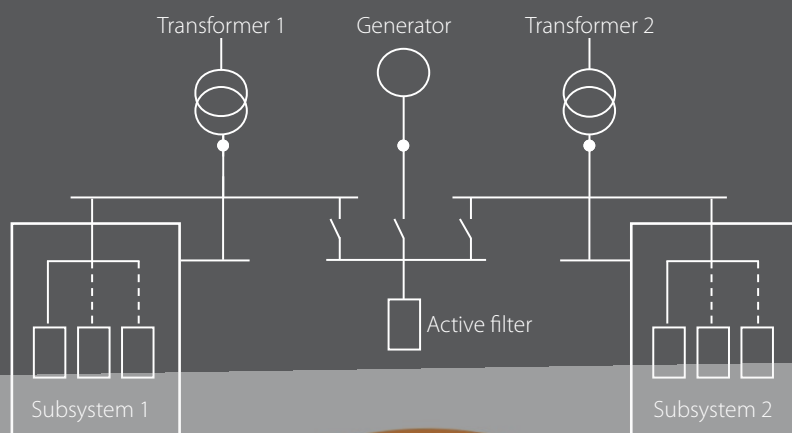 Transformer 1
Generator
Transformer 2
Active filter
Subsystem 1
Subsystem 2